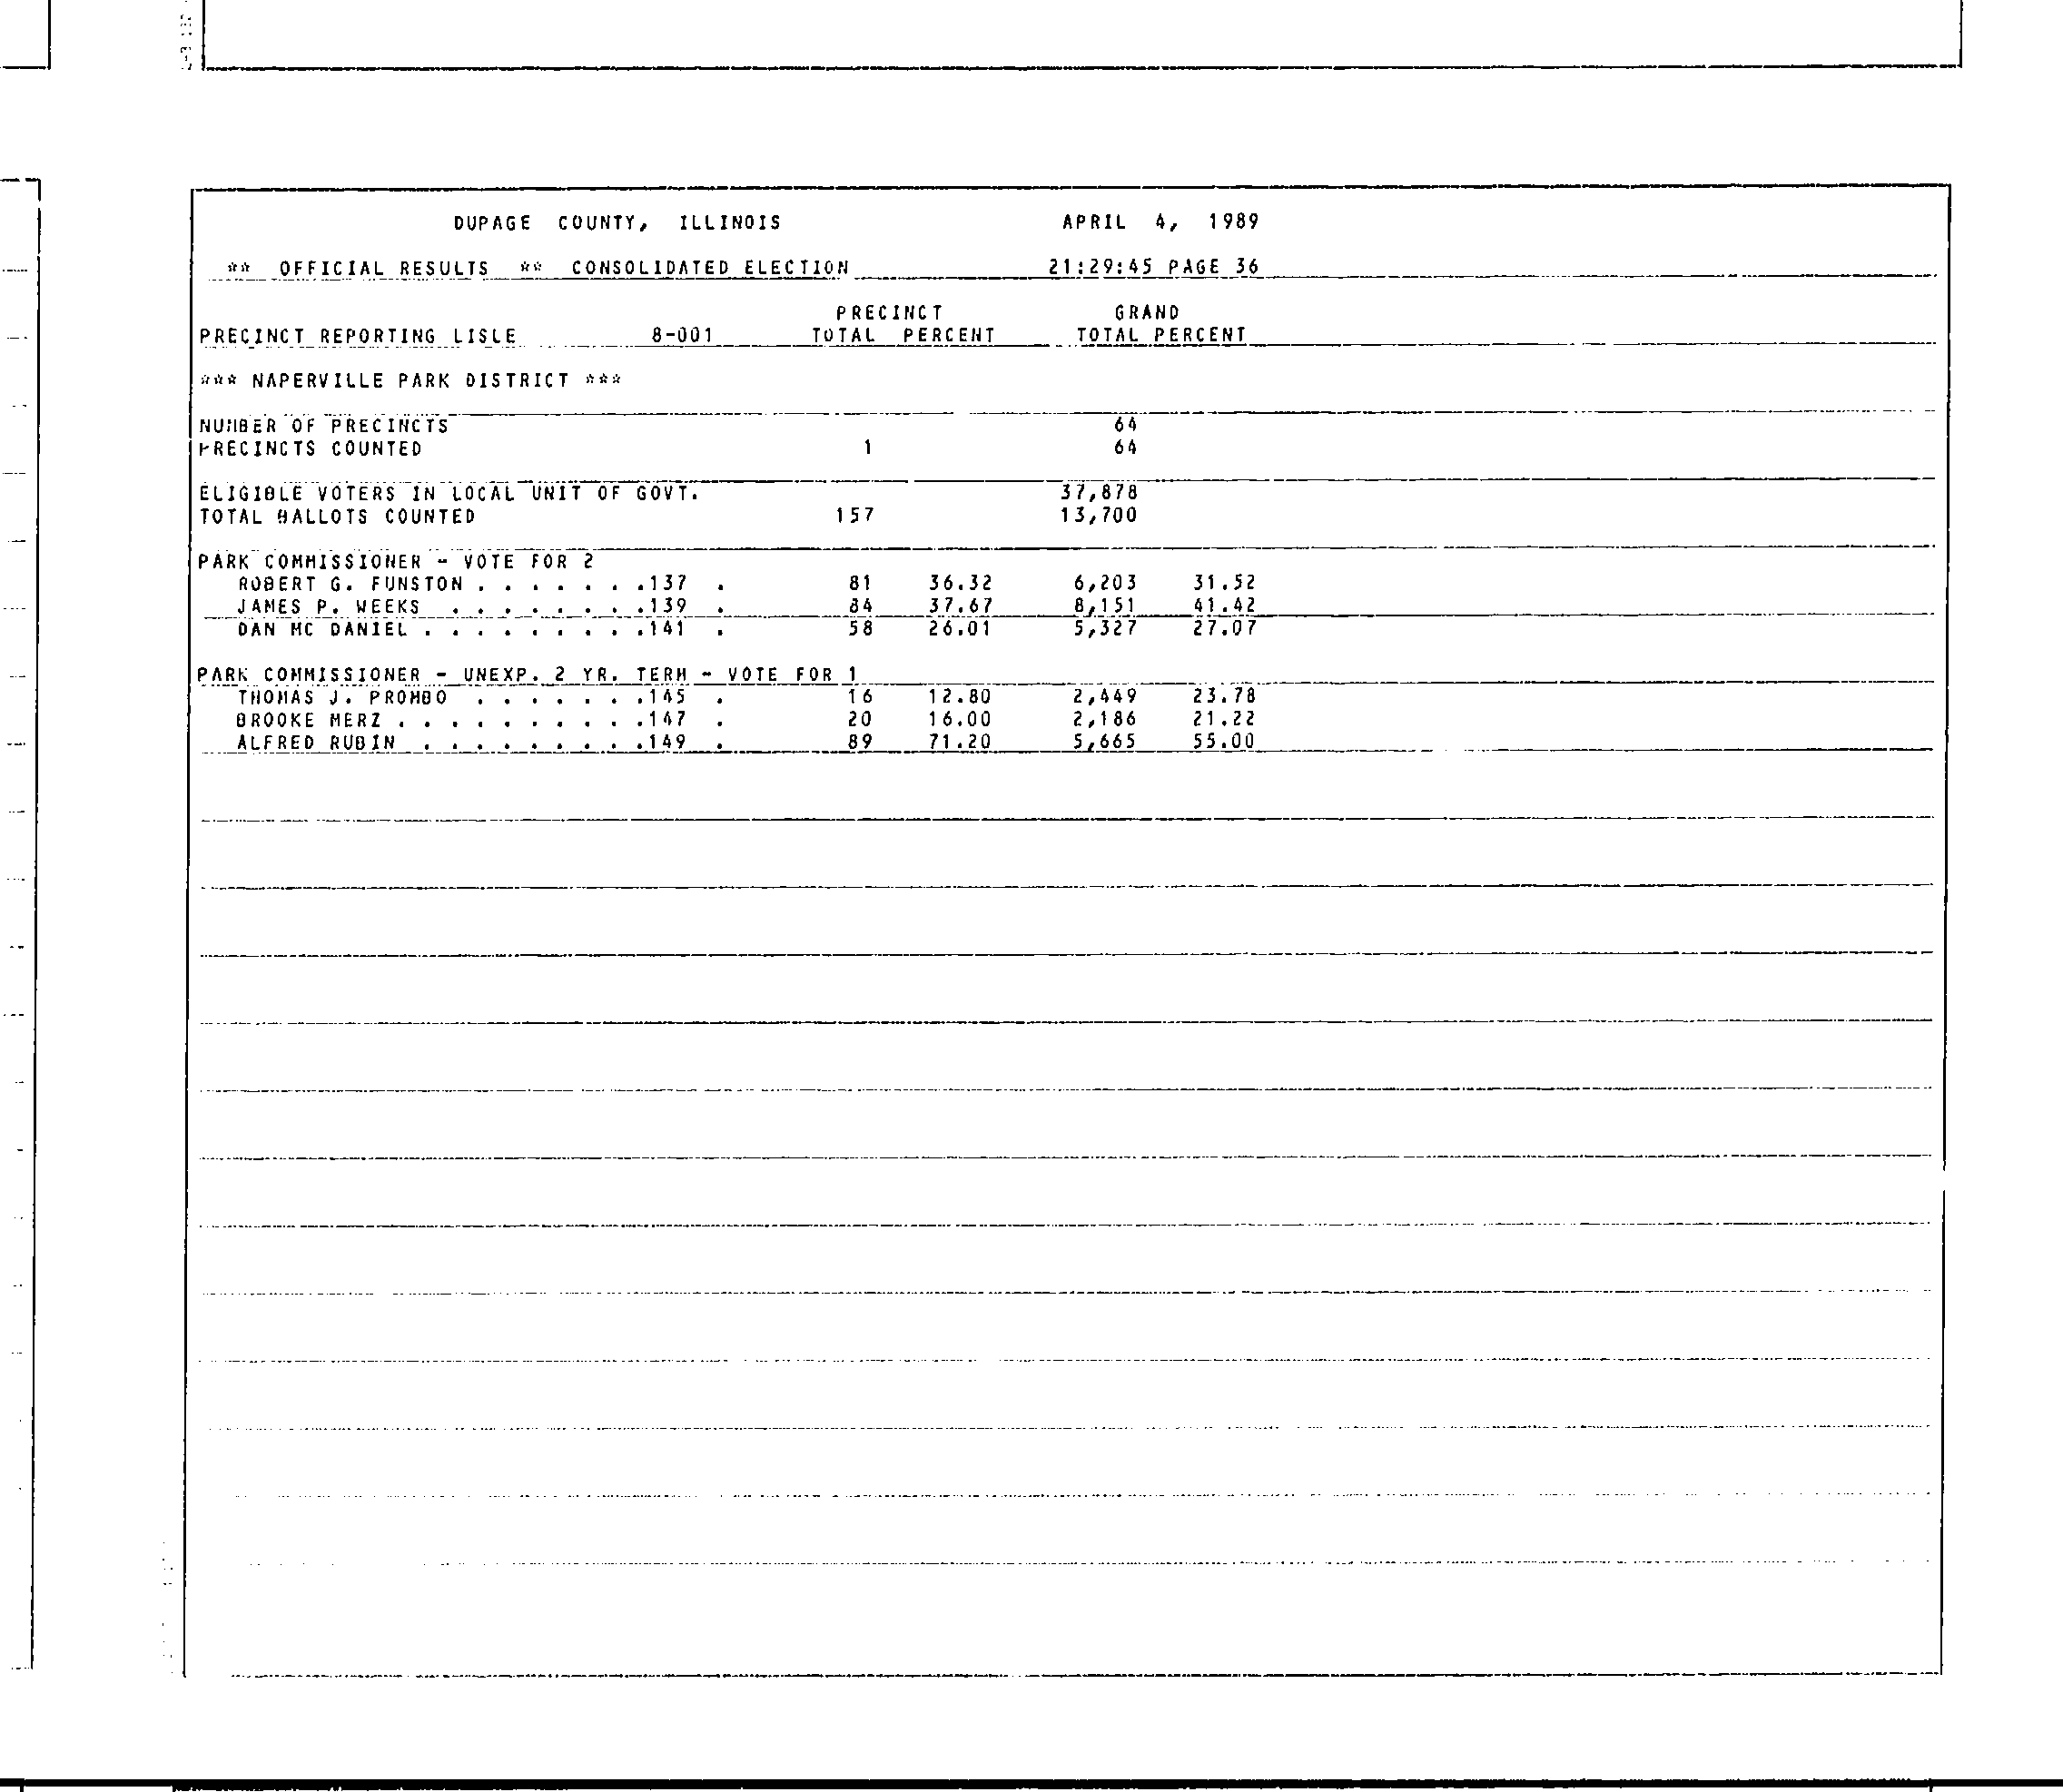 DUPAGE COUNTY, ILLINOIS APRIL 4, 1989
** OFFICIAL RESULTS ** CONSOLIDATED ELECTION 21:29:45 PAGE 36
PRECINCT GRAND
PRECINCT REPORTING LISLE 8-001 TOTAL PERCENT TOTAL PERCENT
*** NAPERVILLE PARK DISTRICT ***
NUMBER OF PRECINCTS 64
PRECINCTS COUNTED 1 64
ELIGIBLE VOTERS IN LOCAL UNIT OF GOVT. 37,878
TOTAL BALLOTS COUNTED 157 13,700
PARK COMMISSIONER - VOTE FOR 2
ROBERT G. FUNSTON . . . . . . .137 . 81 36.32 6,203 31.52
JAMES P. WEEKS . . . . . . . .139 . 84 37.67 8,151 41.42
DAN MC DANIEL . . . . . . . . .141 . 58 26.01 5,327 27.07
PARK COMMISSIONER - UNEXP. 2 YR. TERM - VOTE FOR 1
THOMAS J. PROMBO . . . . . . .145 . 16 12.80 2,449 23.78
BROOKE MERZ . . . . . . . . . .147 . 20 16.00 2,186 21.22
ALFRED RUBIN . . . . . . . . .149 . 89 71.20 5,665 55.00